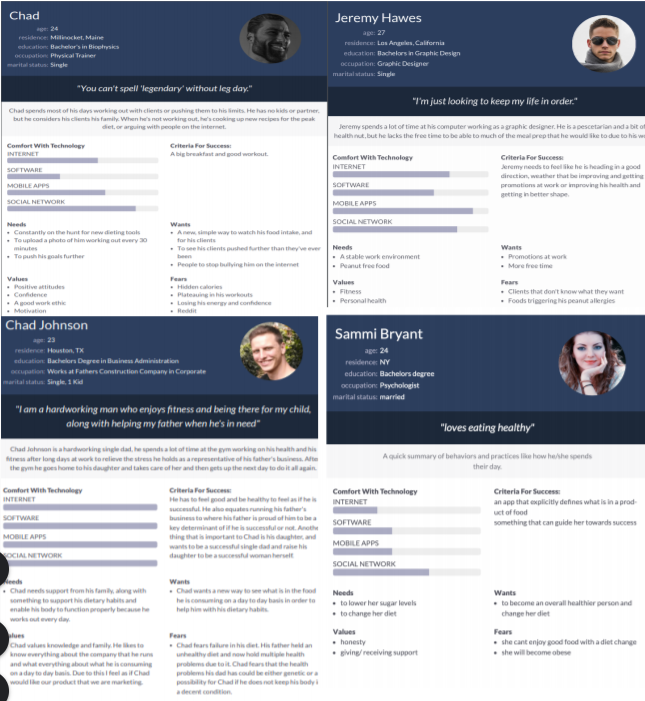 Chad
age: 24
residence: Millinocket, Maine
education: Bachelor's in Biophysics
occupation: Physical Trainer
marital status: Single
"You can't spell 'legendary' without leg day."
Chad spends most of his days working out with clients or pushing them to his limits. He has no kids or partner,
but he considers his clients his family. When he's not working out, he's cooking up new recipes for the peak
diet, or arguing with people on the internet.
Comfort With Technology
INTERNET
SOFTWARE
MOBILE APPS
SOCIAL NETWORK
Criteria For Success:
A big breakfast and good workout.
Needs
• Constantly on the hunt for new dieting tools
• To upload a photo of him working out every 30
minutes
• To push his goals further
Wants
• A new, simple way to watch his food intake, and
for his clients
• To see his clients pushed further than they've ever
been
• People to stop bullying him on the internet
Values
• Positive attitudes
• Confidence
• A good work ethic
• Motivation
Fears
• Hidden calories
• Plateauing in his workouts
• Losing his energy and confidence
• Reddit
Jeremy Hawes
age: 27
residence: Los Angeles, California
education: Bachelors in Graphic Design
occupation: Graphic Designer
marital status: Single
"I'm just looking to keep my life in order."
Jeremy spends a lot of time at his computer working as a graphic designer. He is a pescetarian and a bit of
health nut, but he lacks the free time to be able to much of the meal prep that he would like to due to his
Comfort With Technology
INTERNET
SOFTWARE
MOBILE APPS
SOCIAL NETWORK
Criteria For Success:
Jeremy needs to feel like he is heading in a good
direction, weather that be improving and getting
promotions at work or improving his health and
getting in better shape.
Needs
• A stable work environment
• Peanut free food
Wants
• Promotions at work
• More free time
Values
• Fitness
• Personal health
Fears
• Clients that don't know what they want
• Foods triggering his peanut allergies
Chad Johnson
age: 23
residence: Houston, TX
education: Bachelors Degree in Business Administration
occupation: Works at Fathers Construction Company in Corporate
marital status: Single, 1 Kid
"I am a hardworking man who enjoys fitness and being there for my child,
along with helping my father when he's in need"
Chad Johnson is a hardworking single dad, he spends a lot of time at the gym working on his health and his
fitness after long days at work to relieve the stress he holds as a representative of his father's business. Afte
the gym he goes home to his daughter and takes care of her and then gets up the next day to do it all again.
Comfort With Technology
INTERNET
SOFTWARE
MOBILE APPS
SOCIAL NETWORK
Criteria For Success:
He has to feel good and be healthy to feel as if he is
successful. He also equates running his father's
business to where his father is proud of him to be a
key determinant of if he is successful or not. Anothe
thing that is important to Chad is his daughter, and
wants to be a successful single dad and raise his
daughter to be a successful woman herself.
Needs
• Chad needs support from his family, along with
something to support his dietary habits and
enable his body to function properly because he
works out every day.
Wants
• Chad wants a new way to see what is in the food
he is consuming on a day to day basis in order to
help him with his dietary habits.
alues
Chad values knowledge and family. He likes to
know everything about the company that he runs
and what everything about what he is consuming
on a day to day basis. Due to this I feel as if Chad
would like our product that we are marketing.
Fears
• Chad fears failure in his diet. His father held an
unhealthy diet and now hold multiple health
problems due to it. Chad fears that the health
problems his dad has could be either genetic or a
possibility for Chad if he does not keep his body i
a decent condition.
Sammi Bryant
age: 24
residence: NY
education: Bachelors degree
occupation: Psychologist
marital status: married
"loves eating healthy"
A quick summary of behaviors and practices like how he/she spends
their day.
Comfort With Technology
INTERNET
SOFTWARE
MOBILE APPS
SOCIAL NETWORK
Criteria For Success:
an app that explicitly defines what is in a prod-
uct of food
something that can guide her towards success
Needs
• to lower her sugar levels
• to change her diet
Wants
• to become an overall healthier person and
change her diet
Values
• honesty
• giving/ receiving support
Fears
• she cant enjoy good food with a diet change
• she will become obese